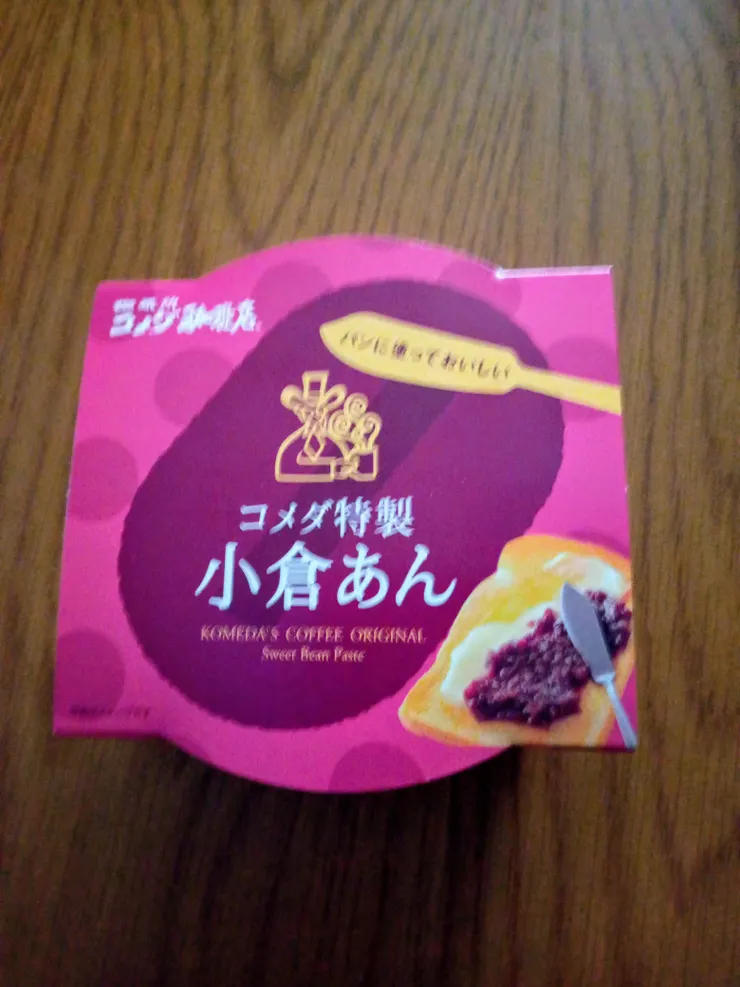 コメダ珈琲店
パンに塗っておいしい
コメダ特製
小倉あん
KOMEDA'S COFFEE ORIGINAL
Sweet Bean Paste